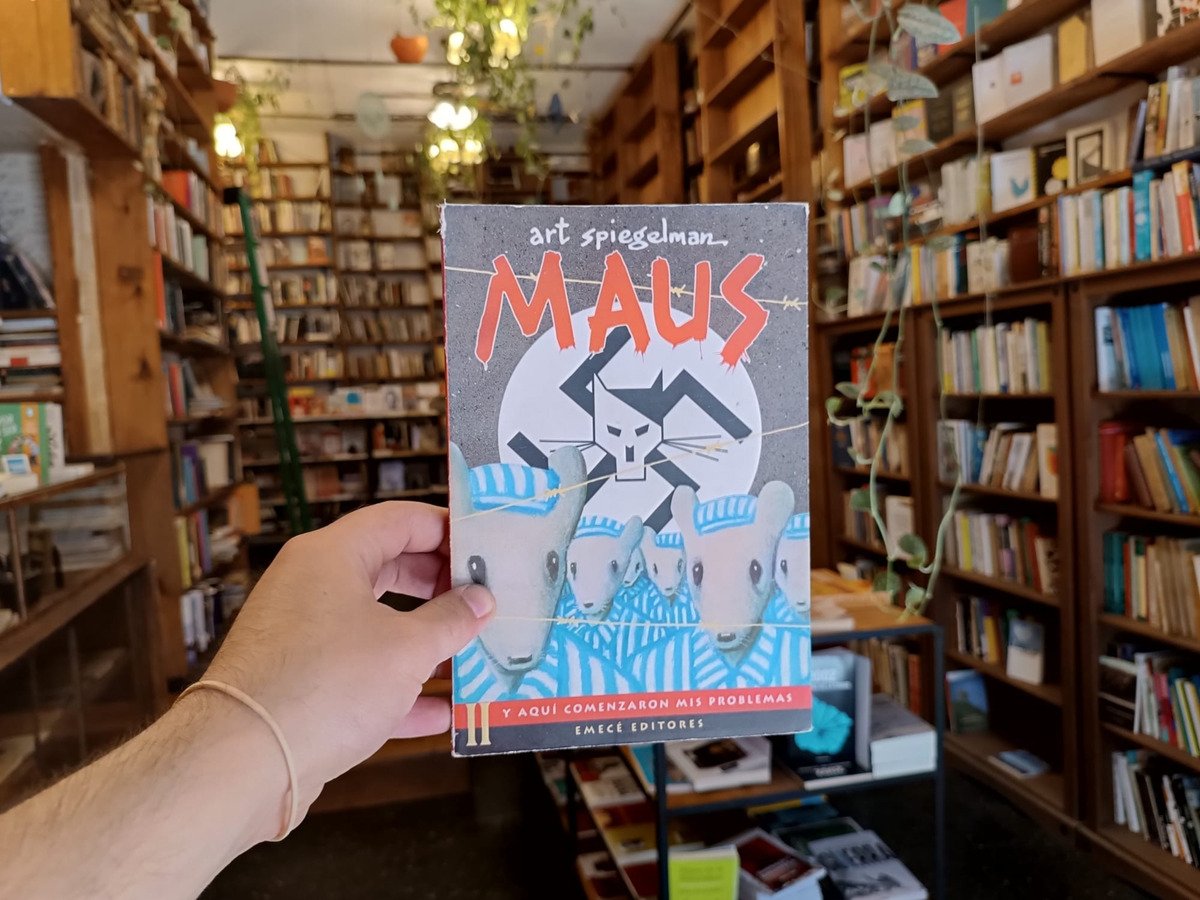 art spiegelman
MAUS
II Y AQUÍ COMENZARON MIS PROBLEMAS
EMECÉ EDITORES